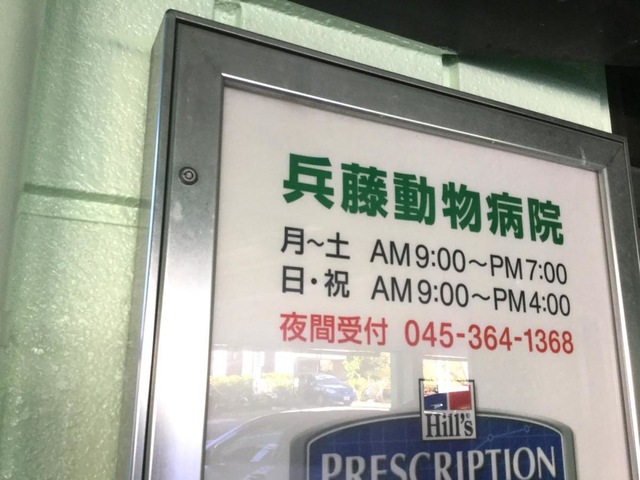 兵藤動物病院
月~土 AM9:00~PM7:00
日・祝 AM9:00~PM4:00
夜間受付 045-364-1368
Hill's
PRESCRIPTION